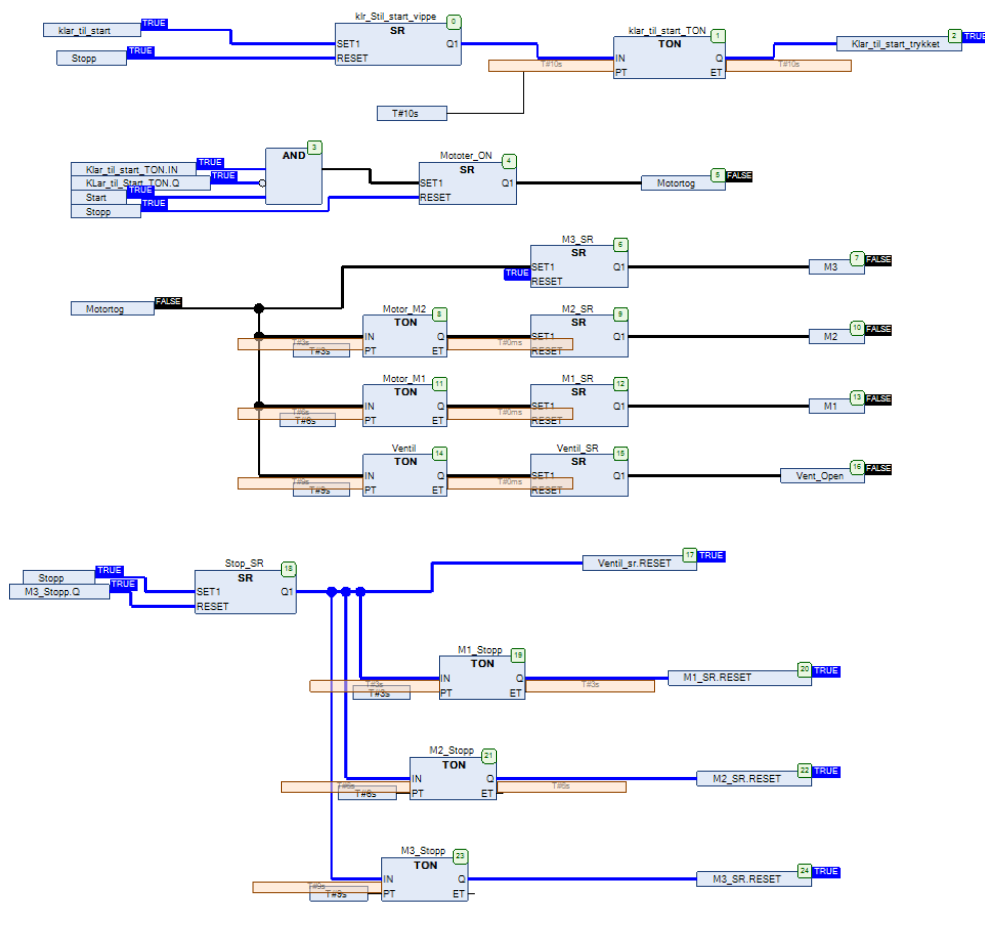 klr_Stil_start_vippe 0
SR
klar_til_start TRUE SET1 Q1
Stopp TRUE RESET
klar_til_start_TON 1
TON
IN Q
T#10s PT ET T#10s
T#10s
Klar_til_start_trykket 2 TRUE
AND 3
Klar_til_start_TON.IN TRUE
KLar_til_Start_TON.Q TRUE
Start TRUE
Stopp TRUE
Mototer_ON 4
SR
SET1 Q1
RESET
Motortog 5 FALSE
M3_SR 6
SR
SET1 Q1
TRUE RESET
M3 7 FALSE
Motortog FALSE
Motor_M2 8
TON
IN Q
T#3s PT ET T#0ms
T#3s
M2_SR 9
SR
SET1 Q1
RESET
M2 10 FALSE
Motor_M1 11
TON
IN Q
T#6s PT ET T#0ms
T#6s
M1_SR 12
SR
SET1 Q1
RESET
M1 13 FALSE
Ventil 14
TON
IN Q
T#9s PT ET T#0ms
T#9s
Ventil_SR 15
SR
SET1 Q1
RESET
Vent_Open 16 FALSE
Stop_SR 18
SR
Stopp TRUE SET1 Q1
M3_Stopp.Q TRUE RESET
Ventil_sr.RESET 17 TRUE
M1_Stopp 19
TON
IN Q
T#3s PT ET T#3s
T#3s
M1_SR.RESET 20 TRUE
M2_Stopp 21
TON
IN Q
T#6s PT ET T#6s
T#6s
M2_SR.RESET 22 TRUE
M3_Stopp 23
TON
IN Q
T#9s PT ET
T#9s
M3_SR.RESET 24 TRUE